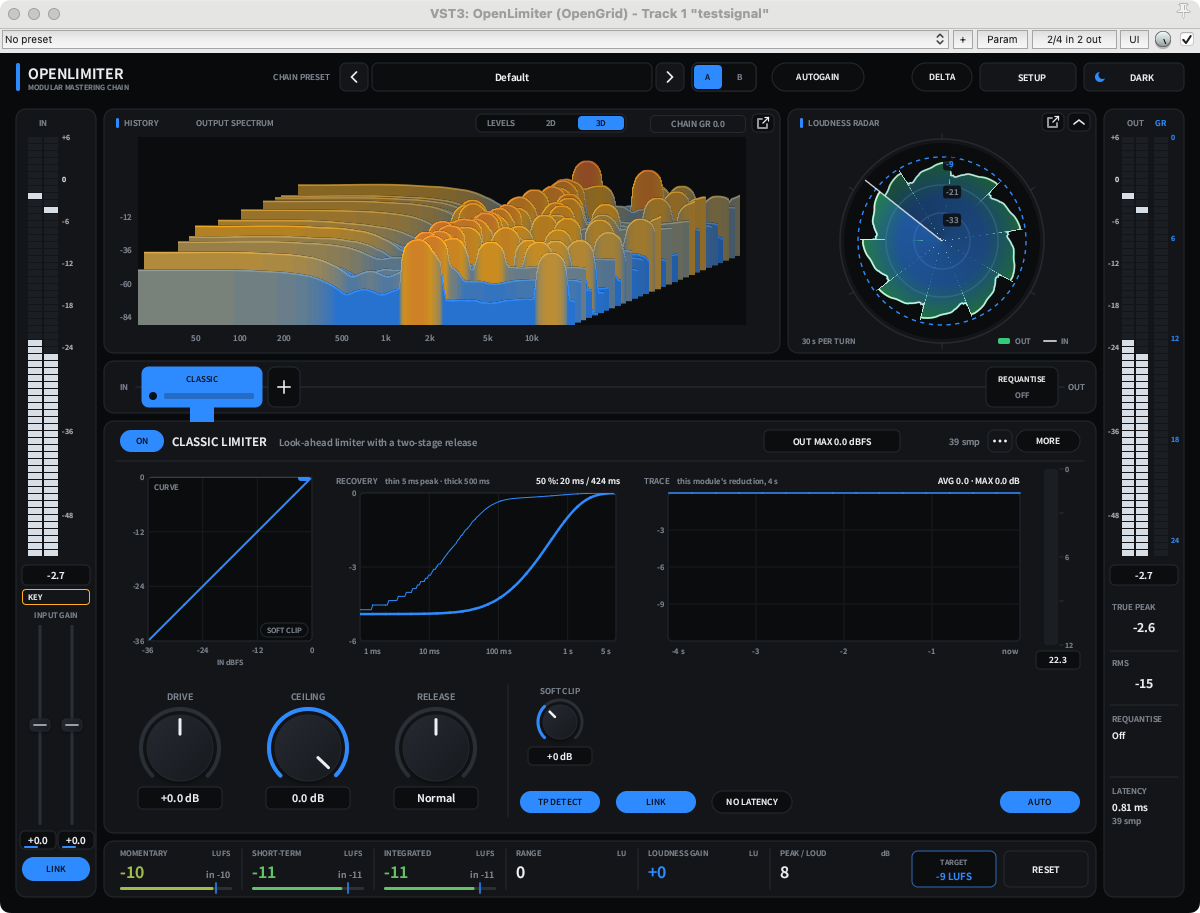 VST3: OpenLimiter (OpenGrid) - Track 1 "testsignal"
No preset
+
Param
2/4 in 2 out
UI
OPENLIMITER
MODULAR MASTERING CHAIN
CHAIN PRESET
Default
A
B
AUTOGAIN
DELTA
SETUP
DARK
IN
+6
0
-6
-12
-18
-24
-36
-48
-2.7
KEY
INPUT GAIN
+0.0
+0.0
LINK
HISTORY
OUTPUT SPECTRUM
LEVELS
2D
3D
CHAIN GR 0.0
-12
-36
-60
-84
50
100
200
500
1k
2k
5k
10k
LOUDNESS RADAR
-9
-21
-33
30 s PER TURN
OUT
IN
OUT
GR
+6
0
-6
-12
-18
-24
-36
-48
0
6
12
18
24
-2.7
TRUE PEAK
-2.6
RMS
-15
REQUANTISE
Off
LATENCY
0.81 ms
39 smp
IN
CLASSIC
+
REQUANTISE
OFF
OUT
ON
CLASSIC LIMITER
Look-ahead limiter with a two-stage release
OUT MAX 0.0 dBFS
39 smp
•••
MORE
CURVE
0
-12
-24
-36
SOFT CLIP
-36
-24
-12
0
IN dBFS
RECOVERY
thin 5 ms peak · thick 500 ms
50 %: 20 ms / 424 ms
0
-3
-6
1 ms
10 ms
100 ms
1 s
5 s
TRACE
this module's reduction, 4 s
AVG 0.0 · MAX 0.0 dB
-3
-6
-9
-4 s
-3
-2
-1
now
0
6
12
22.3
DRIVE
+0.0 dB
CEILING
0.0 dB
RELEASE
Normal
SOFT CLIP
+0 dB
TP DETECT
LINK
NO LATENCY
AUTO
MOMENTARY
LUFS
-10
in -10
SHORT-TERM
LUFS
-11
in -11
INTEGRATED
LUFS
-11
in -11
RANGE
LU
0
LOUDNESS GAIN
LU
+0
PEAK / LOUD
dB
8
TARGET
-9 LUFS
RESET